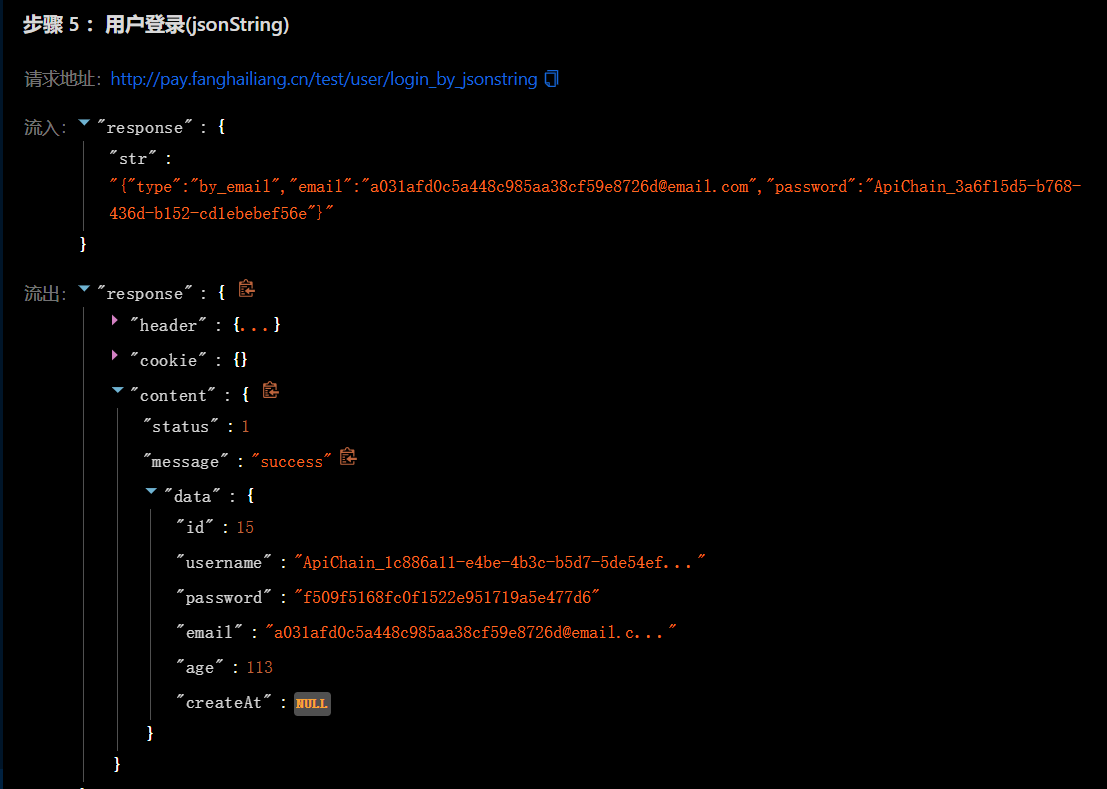 步骤 5 ：用户登录(jsonString)
请求地址: http://pay.fanghailiang.cn/test/user/login_by_jsonstring
流入: "response" : {
"str" :
"{"type":"by_email","email":"a031afd0c5a448c985aa38cf59e8726d@email.com","password":"ApiChain_3a6f15d5-b768-
436d-b152-cd1ebebef56e"}"
}
流出: "response" : {
"header" : {...}
"cookie" : {}
"content" : {
"status" : 1
"message" : "success"
"data" : {
"id" : 15
"username" : "ApiChain_1c886a11-e4be-4b3c-b5d7-5de54ef..."
"password" : "f509f5168fc0f1522e951719a5e477d6"
"email" : "a031afd0c5a448c985aa38cf59e8726d@email.c..."
"age" : 113
"createAt" : NULL
}
}